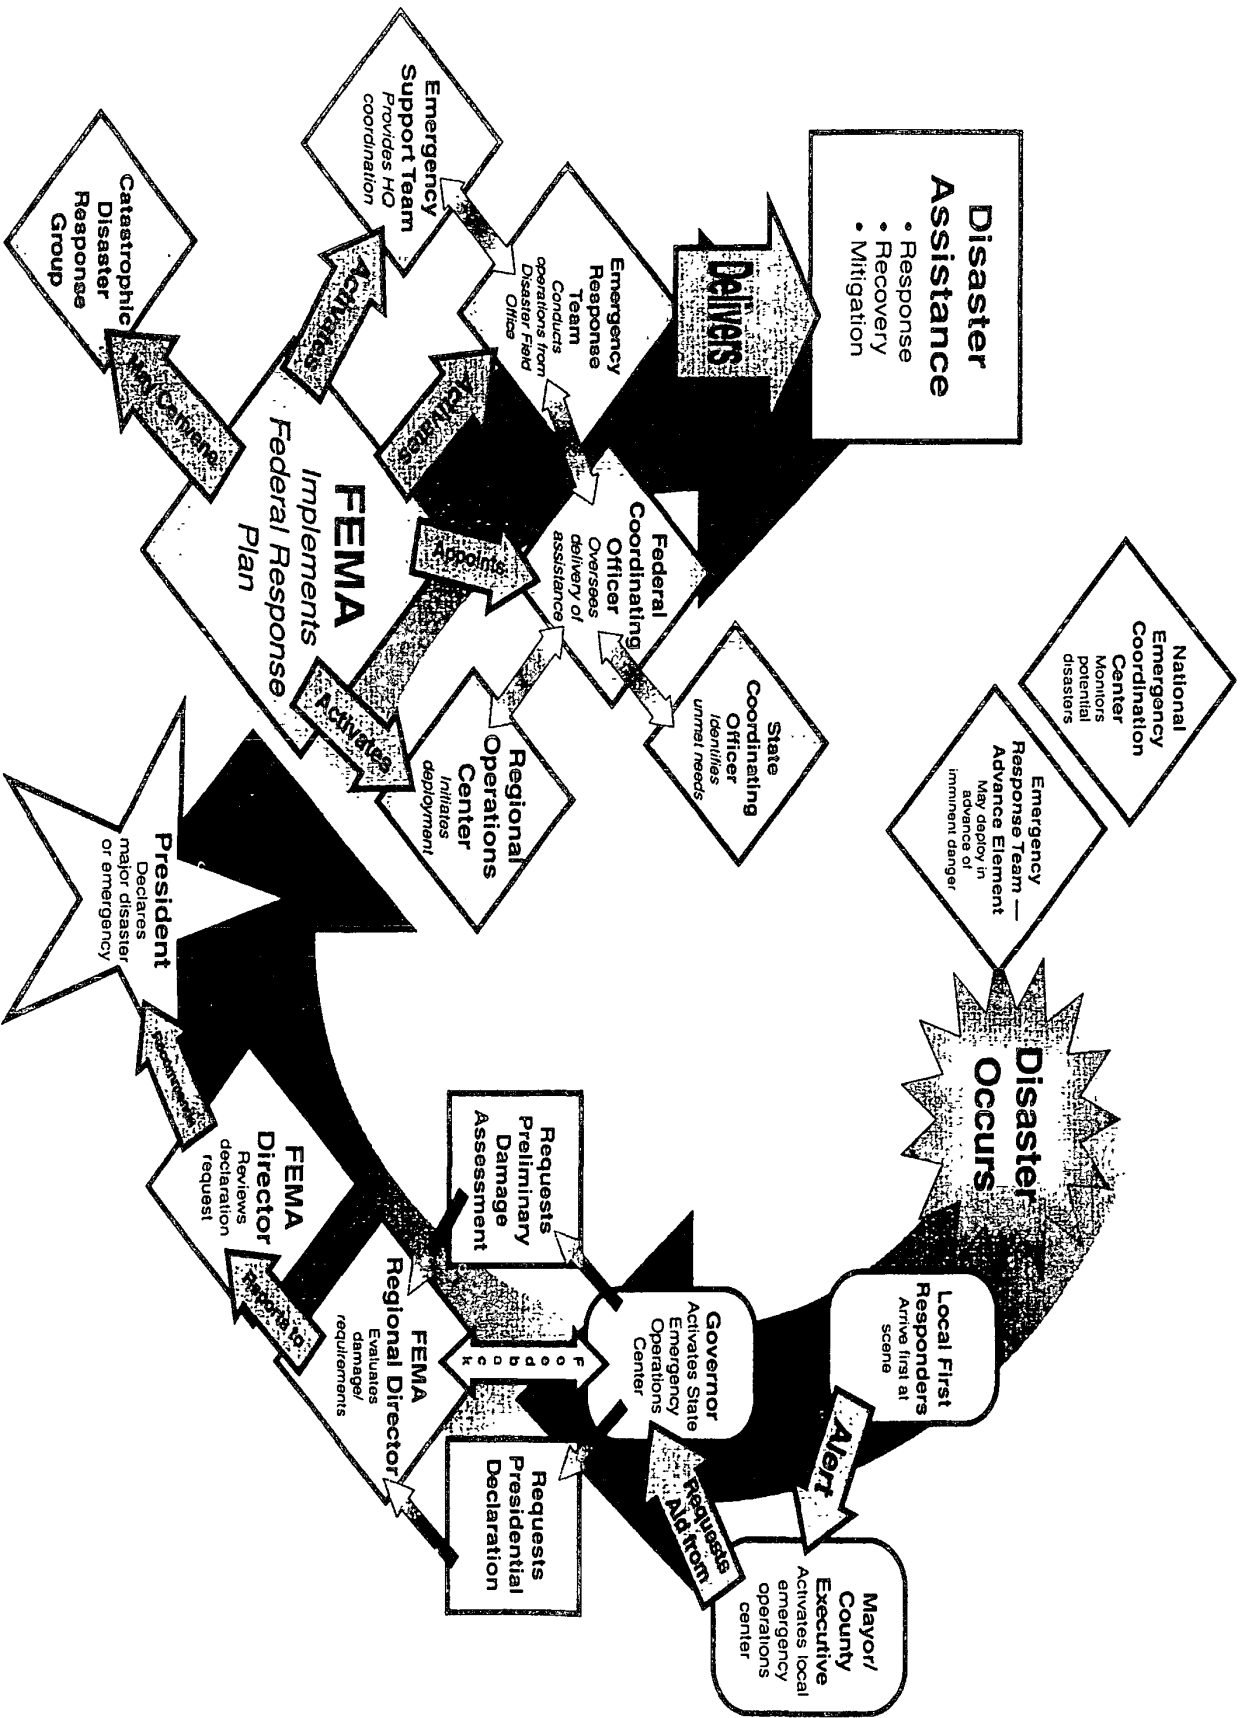 Disaster
Assistance
• Response
• Recovery
• Mitigation
Delivers
National
Emergency
Coordination
Center
Monitors
potential
disasters
Emergency
Response Team —
Advance Element
May deploy in
advance of
imminent danger
Disaster
Occurs
Local First
Responders
Arrive first at
scene
Alert
Mayor/
County
Executive
Activates local
emergency
operations
center
Requests
Aid from
Governor
Activates State
Emergency
Operations
Center
Requests
Preliminary
Damage
Assessment
Feedback
Requests
Presidential
Declaration
FEMA
Regional Director
Evaluates
damage/
requirements
Reports to
FEMA
Director
Reviews
declaration
request
Recommends
President
Declares
major disaster
or emergency
FEMA
Implements
Federal Response
Plan
May Convene
Catastrophic
Disaster
Response
Group
Activates
Emergency
Support Team
Provides HQ
coordination
Activates
Emergency
Response
Team
Conducts
operations from
Disaster Field
Office
Appoints
Federal
Coordinating
Officer
Oversees
delivery of
assistance
Activates
Regional
Operations
Center
Initiates
deployment
State
Coordinating
Officer
Identifies
unmet needs